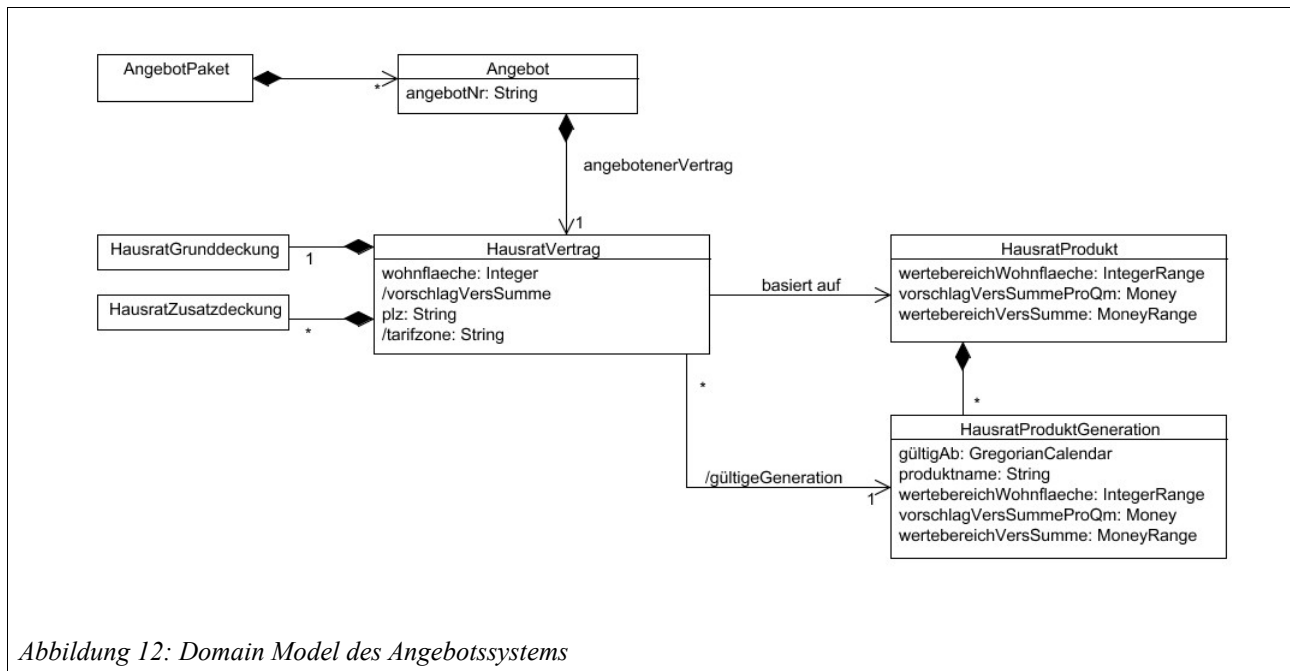 AngebotPaket
*
Angebot
angebotNr: String
angebotenerVertrag
1
HausratGrunddeckung
1
HausratZusatzdeckung
*
HausratVertrag
wohnflaeche: Integer
/vorschlagVersSumme
plz: String
/tarifzone: String
basiert auf
HausratProdukt
wertebereichWohnflaeche: IntegerRange
vorschlagVersSummeProQm: Money
wertebereichVersSumme: MoneyRange
*
*
/gültigeGeneration
1
HausratProduktGeneration
gültigAb: GregorianCalendar
produktname: String
wertebereichWohnflaeche: IntegerRange
vorschlagVersSummeProQm: Money
wertebereichVersSumme: MoneyRange
Abbildung 12: Domain Model des Angebotssystems